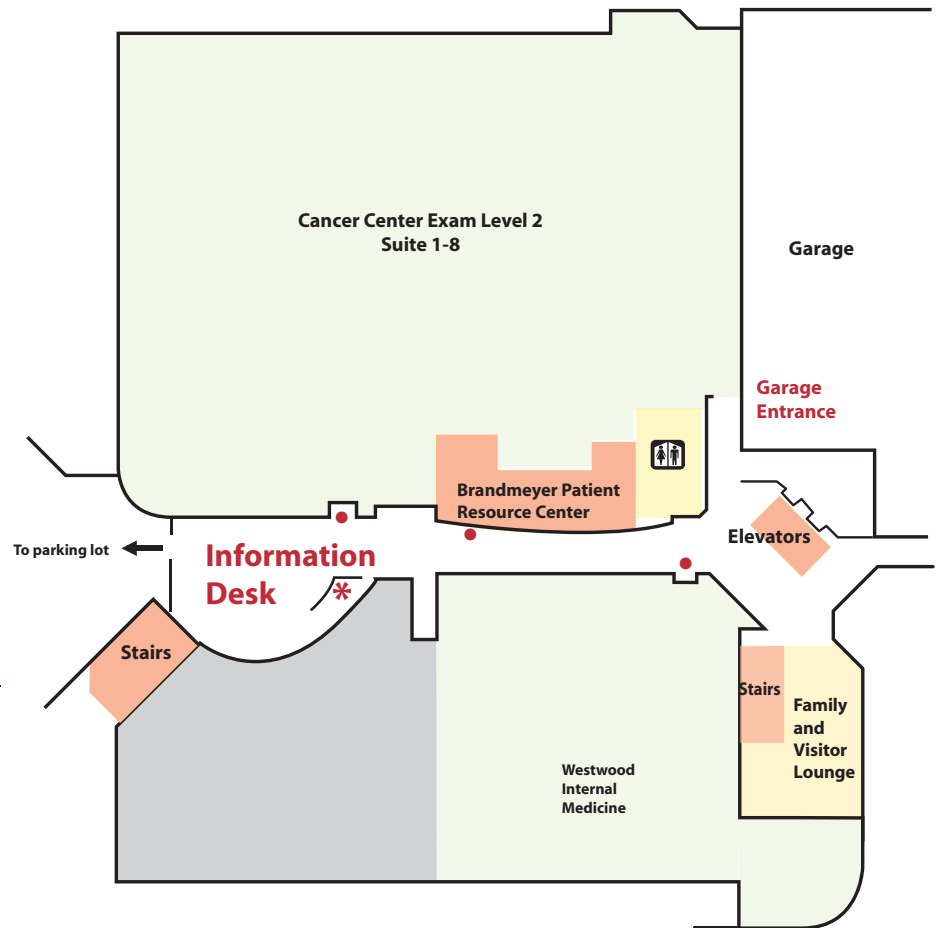 Cancer Center Exam Level 2
Suite 1-8
Garage
Garage
Entrance
Brandmeyer Patient
Resource Center
Elevators
To parking lot
Information
Desk
*
Stairs
Stairs
Family
and
Visitor
Lounge
Westwood
Internal
Medicine